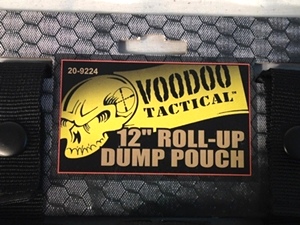 20-9224
VOODOO
TACTICAL™
12" ROLL-UP
DUMP POUCH